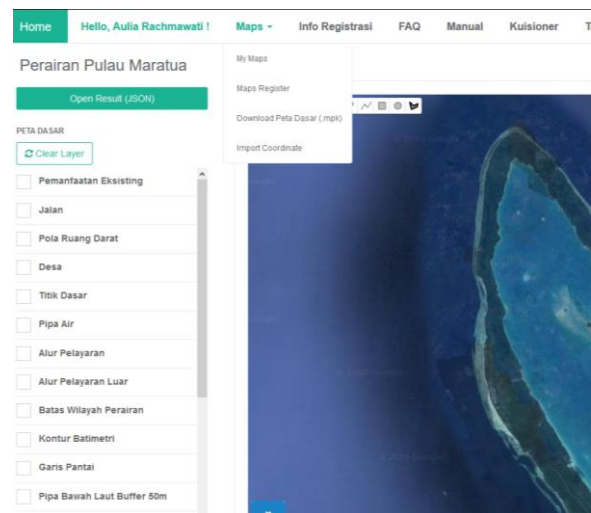 Home Hello, Aulia Rachmawati ! Maps Info Registrasi FAQ Manual Kuisioner
Perairan Pulau Maratua
Open Result (JSON)
PETA DASAR
Clear Layer
Pemanfaatan Eksisting
Jalan
Pola Ruang Darat
Desa
Titik Dasar
Pipa Air
Alur Pelayaran
Alur Pelayaran Luar
Batas Wilayah Perairan
Kontur Batimetri
Garis Pantai
Pipa Bawah Laut Buffer 50m
My Maps
Maps Register
Download Peta Dasar (.mpk)
Import Coordinate